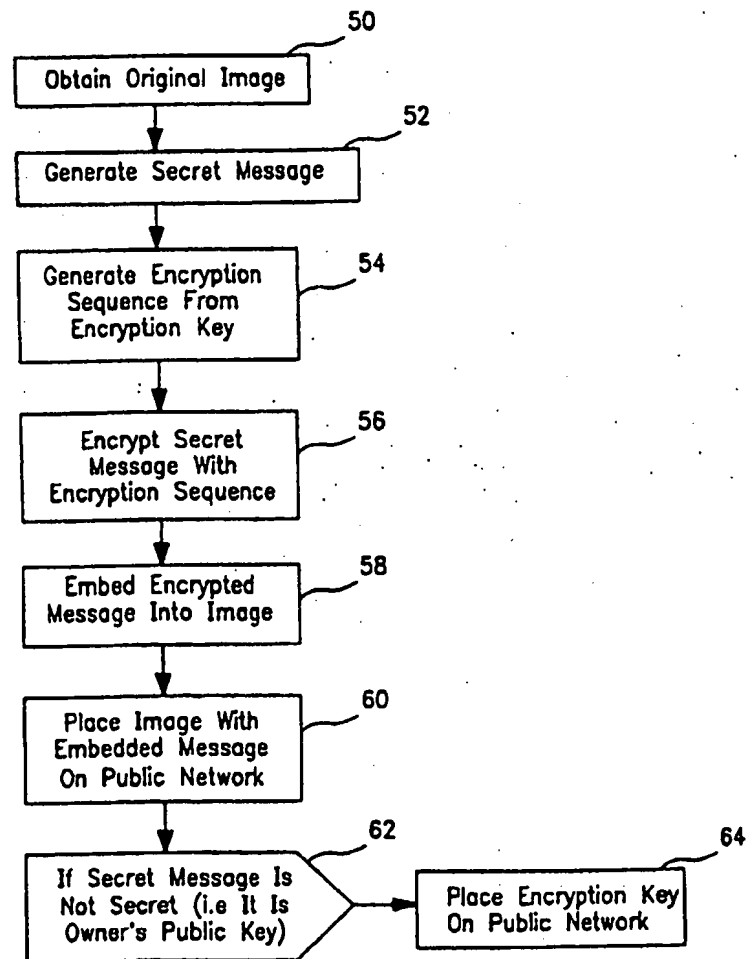 50
Obtain Original Image
52
Generate Secret Message
54
Generate Encryption
Sequence From
Encryption Key
56
Encrypt Secret
Message With
Encryption Sequence
58
Embed Encrypted
Message Into Image
60
Place Image With
Embedded Message
On Public Network
62
If Secret Message Is
Not Secret (i.e It Is
Owner's Public Key)
64
Place Encryption Key
On Public Network